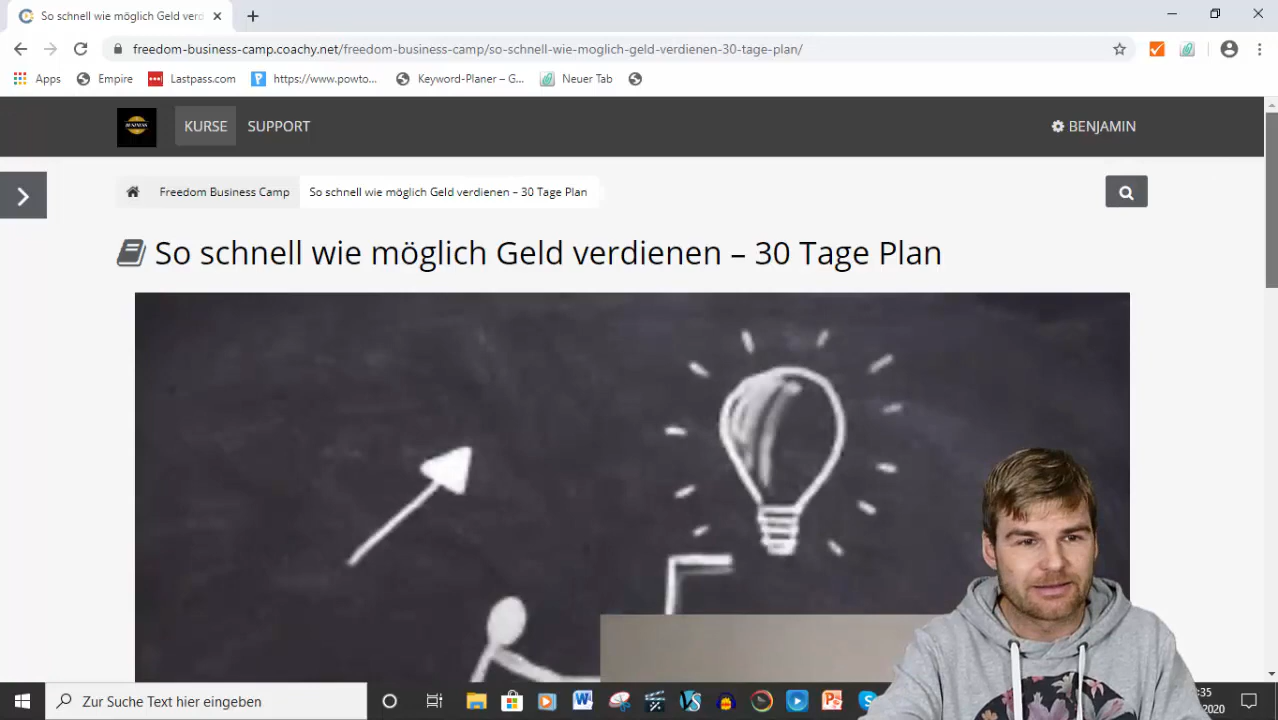 So schnell wie möglich Geld verd
freedom-business-camp.coachy.net/freedom-business-camp/so-schnell-wie-moglich-geld-verdienen-30-tage-plan/
Apps Empire Lastpass.com https://www.powto... Keyword-Planer – G... Neuer Tab
BUSINESS KURSE SUPPORT BENJAMIN
Freedom Business Camp So schnell wie möglich Geld verdienen – 30 Tage Plan
So schnell wie möglich Geld verdienen – 30 Tage Plan
Zur Suche Text hier eingeben
:35
2020